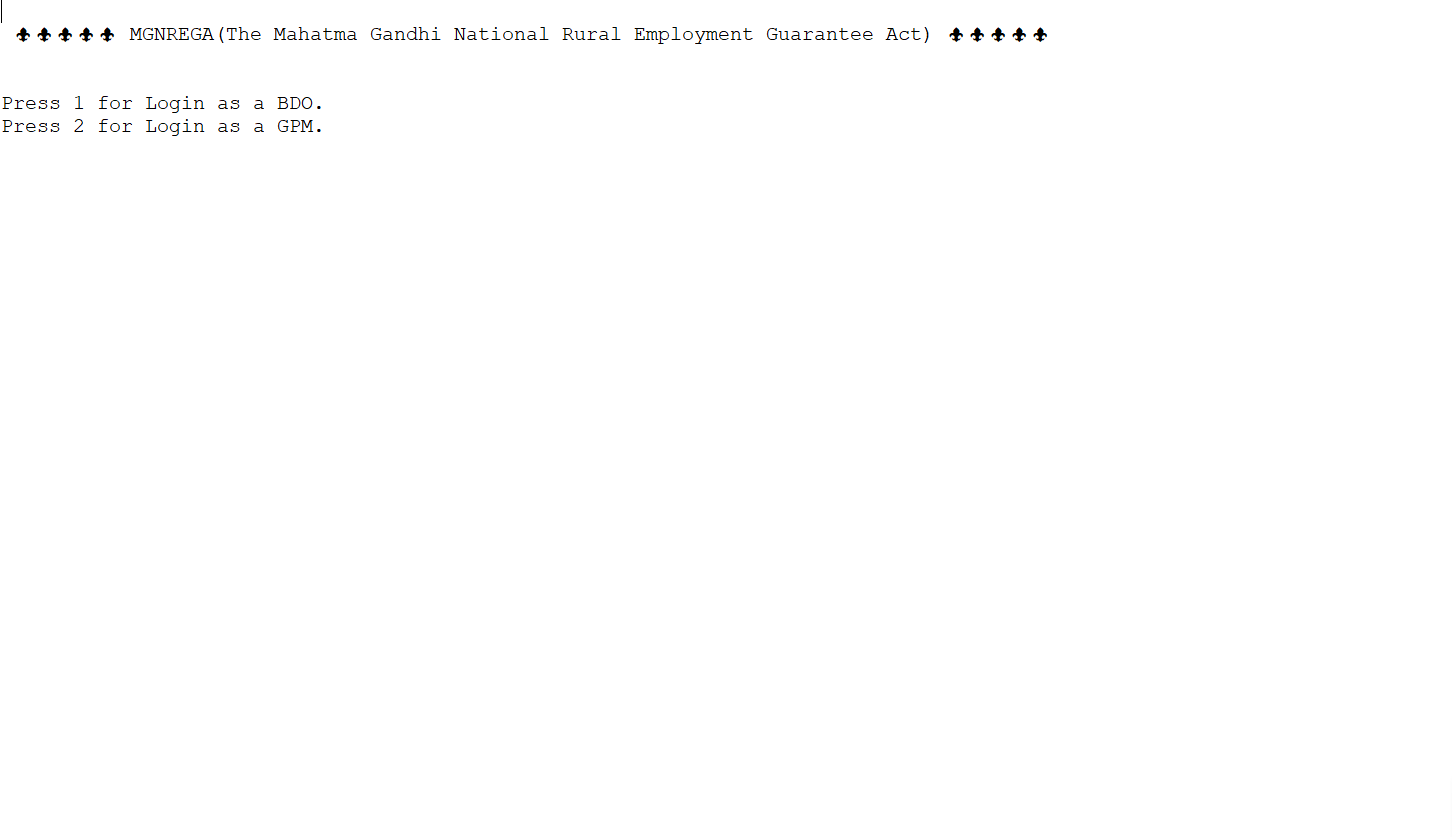 ⚜⚜⚜⚜⚜ MGNREGA(The Mahatma Gandhi National Rural Employment Guarantee Act) ⚜⚜⚜⚜⚜
Press 1 for Login as a BDO.
Press 2 for Login as a GPM.